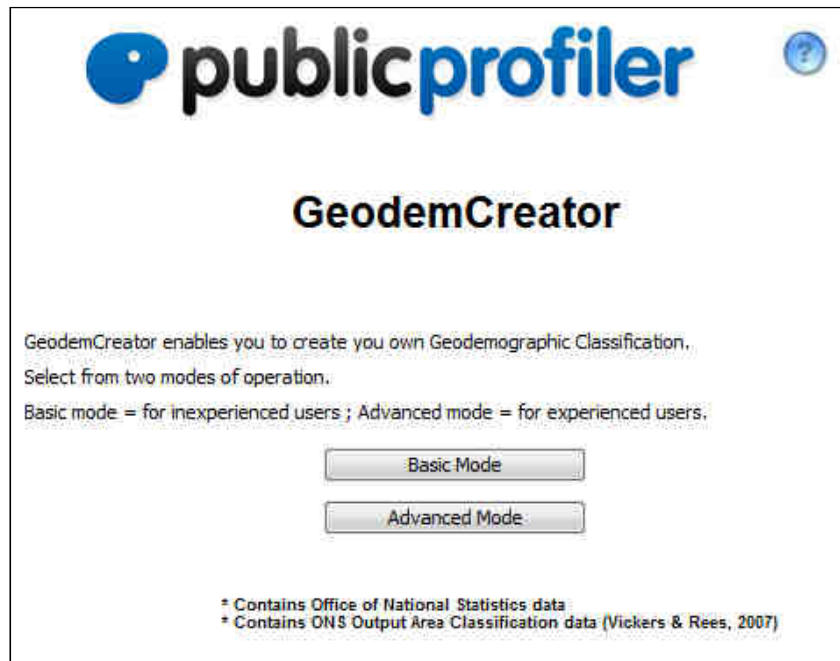 publicprofiler
?
GeodemCreator
GeodemCreator enables you to create you own Geodemographic Classification.
Select from two modes of operation.
Basic mode = for inexperienced users ; Advanced mode = for experienced users.
Basic Mode
Advanced Mode
* Contains Office of National Statistics data
* Contains ONS Output Area Classification data (Vickers & Rees, 2007)